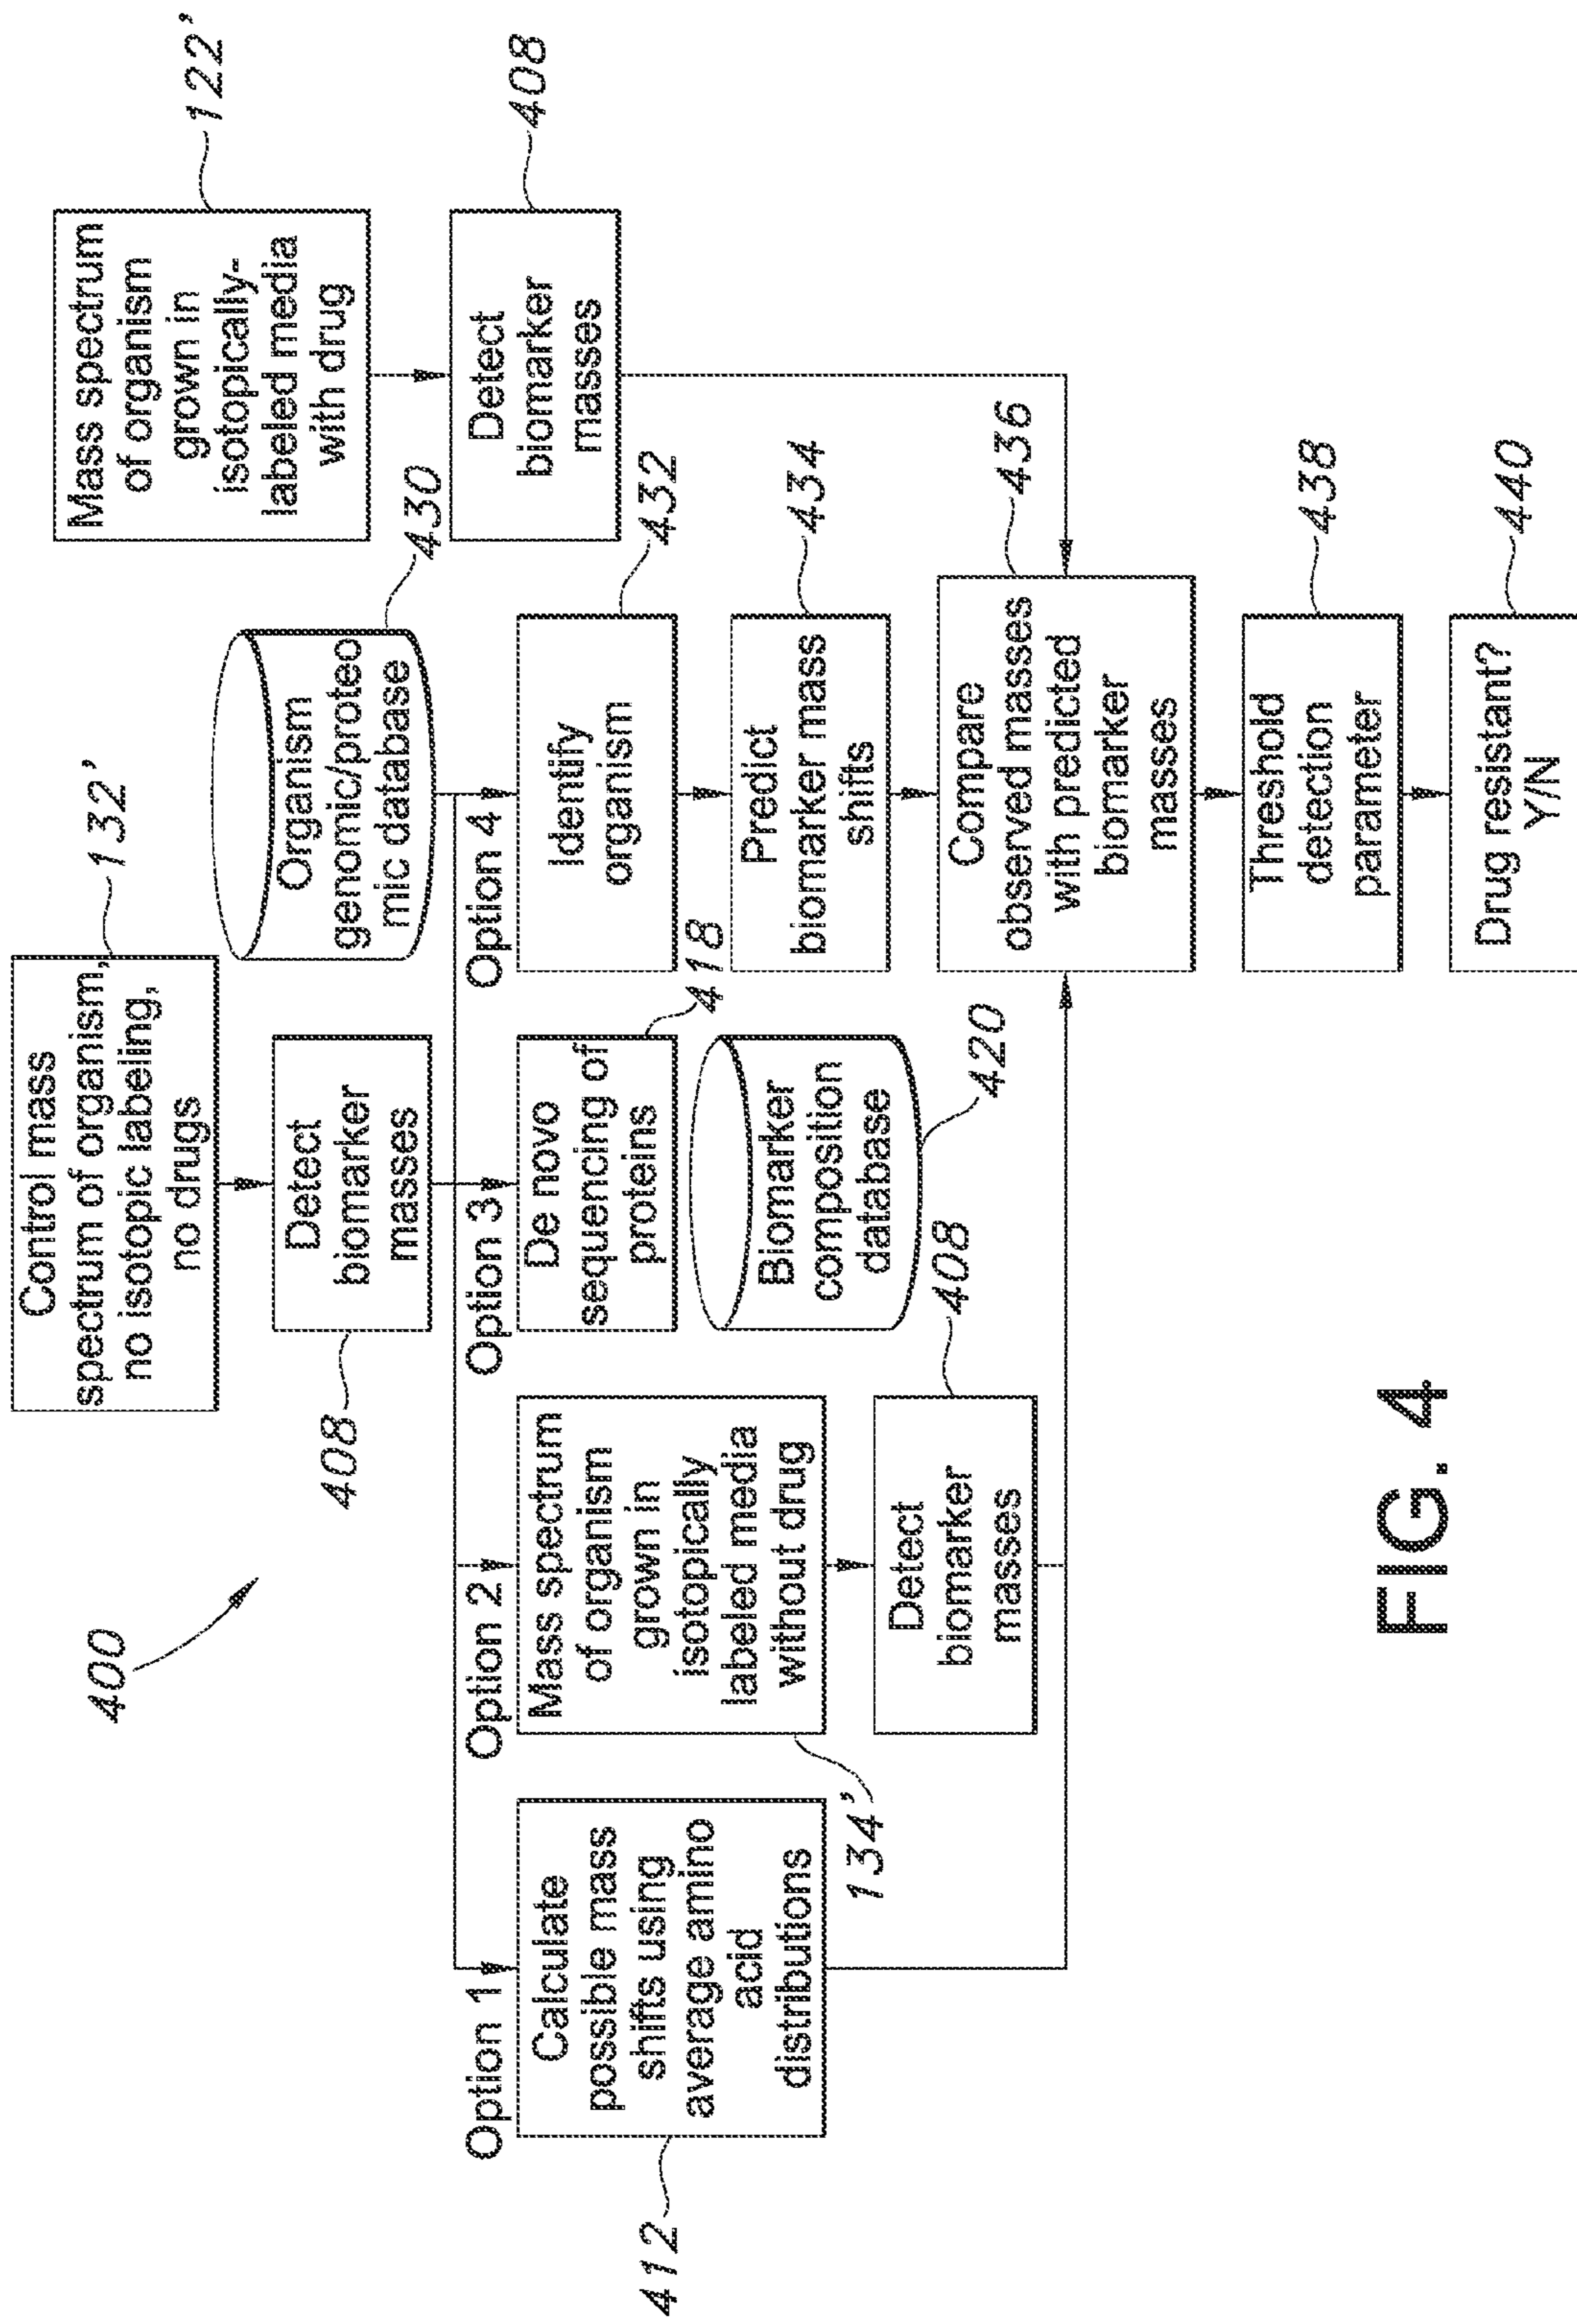 400
Control mass
spectrum of organism,
no isotopic labeling,
no drugs
132'
Detect
biomarker
masses
408
Mass spectrum
of organism
grown in
isotopically-
labeled media
with drug
122'
Detect
biomarker
masses
408
Organism
genomic/proteo
mic database
430
Option 1
Calculate
possible mass
shifts using
average amino
acid
distributions
412
Option 2
Mass spectrum
of organism
grown in
isotopically
labeled media
without drug
134'
Detect
biomarker
masses
408
Option 3
De novo
sequencing of
proteins
418
Biomarker
composition
database
420
Option 4
Identify
organism
432
Predict
biomarker mass
shifts
434
Compare
observed masses
with predicted
biomarker
masses
436
Threshold
detection
parameter
438
Drug resistant?
Y/N
440
FIG. 4